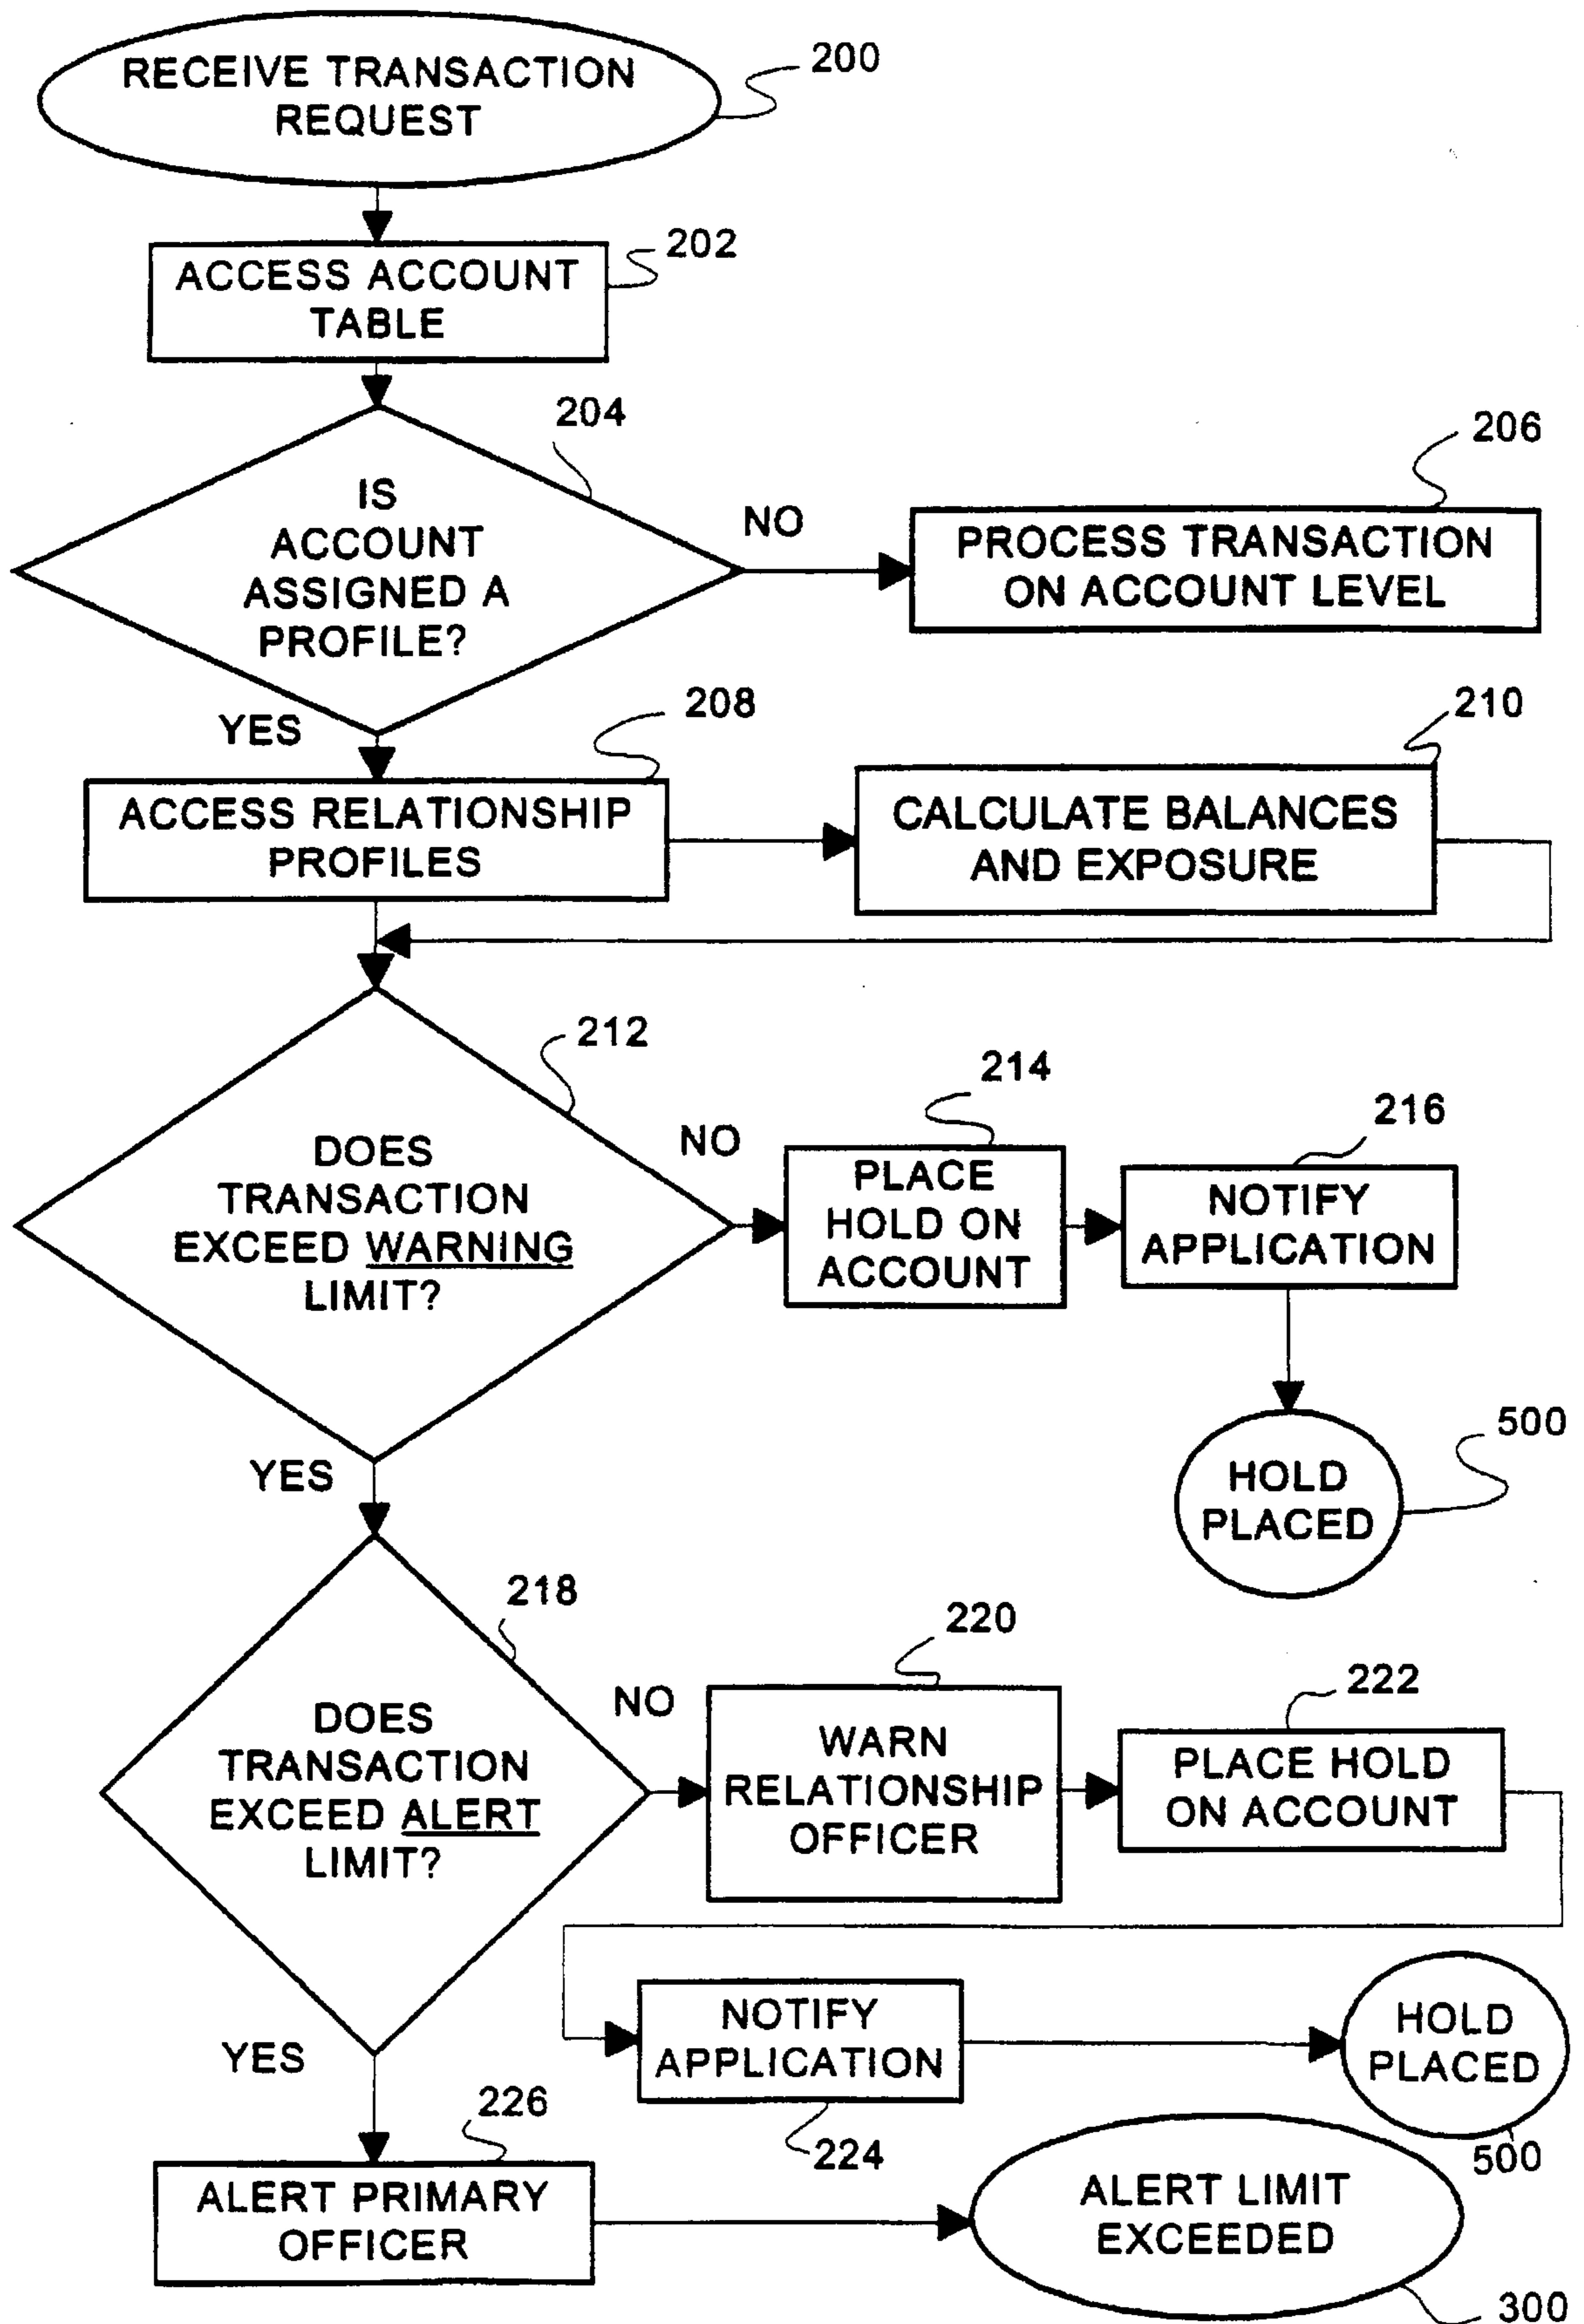 RECEIVE TRANSACTION
REQUEST
200
ACCESS ACCOUNT
TABLE
202
204
IS
ACCOUNT
ASSIGNED A
PROFILE?
NO
206
PROCESS TRANSACTION
ON ACCOUNT LEVEL
YES
208
ACCESS RELATIONSHIP
PROFILES
210
CALCULATE BALANCES
AND EXPOSURE
212
DOES
TRANSACTION
EXCEED WARNING
LIMIT?
NO
214
PLACE
HOLD ON
ACCOUNT
216
NOTIFY
APPLICATION
500
HOLD
PLACED
YES
218
DOES
TRANSACTION
EXCEED ALERT
LIMIT?
NO
220
WARN
RELATIONSHIP
OFFICER
222
PLACE HOLD
ON ACCOUNT
NOTIFY
APPLICATION
224
HOLD
PLACED
500
YES
226
ALERT PRIMARY
OFFICER
ALERT LIMIT
EXCEEDED
300